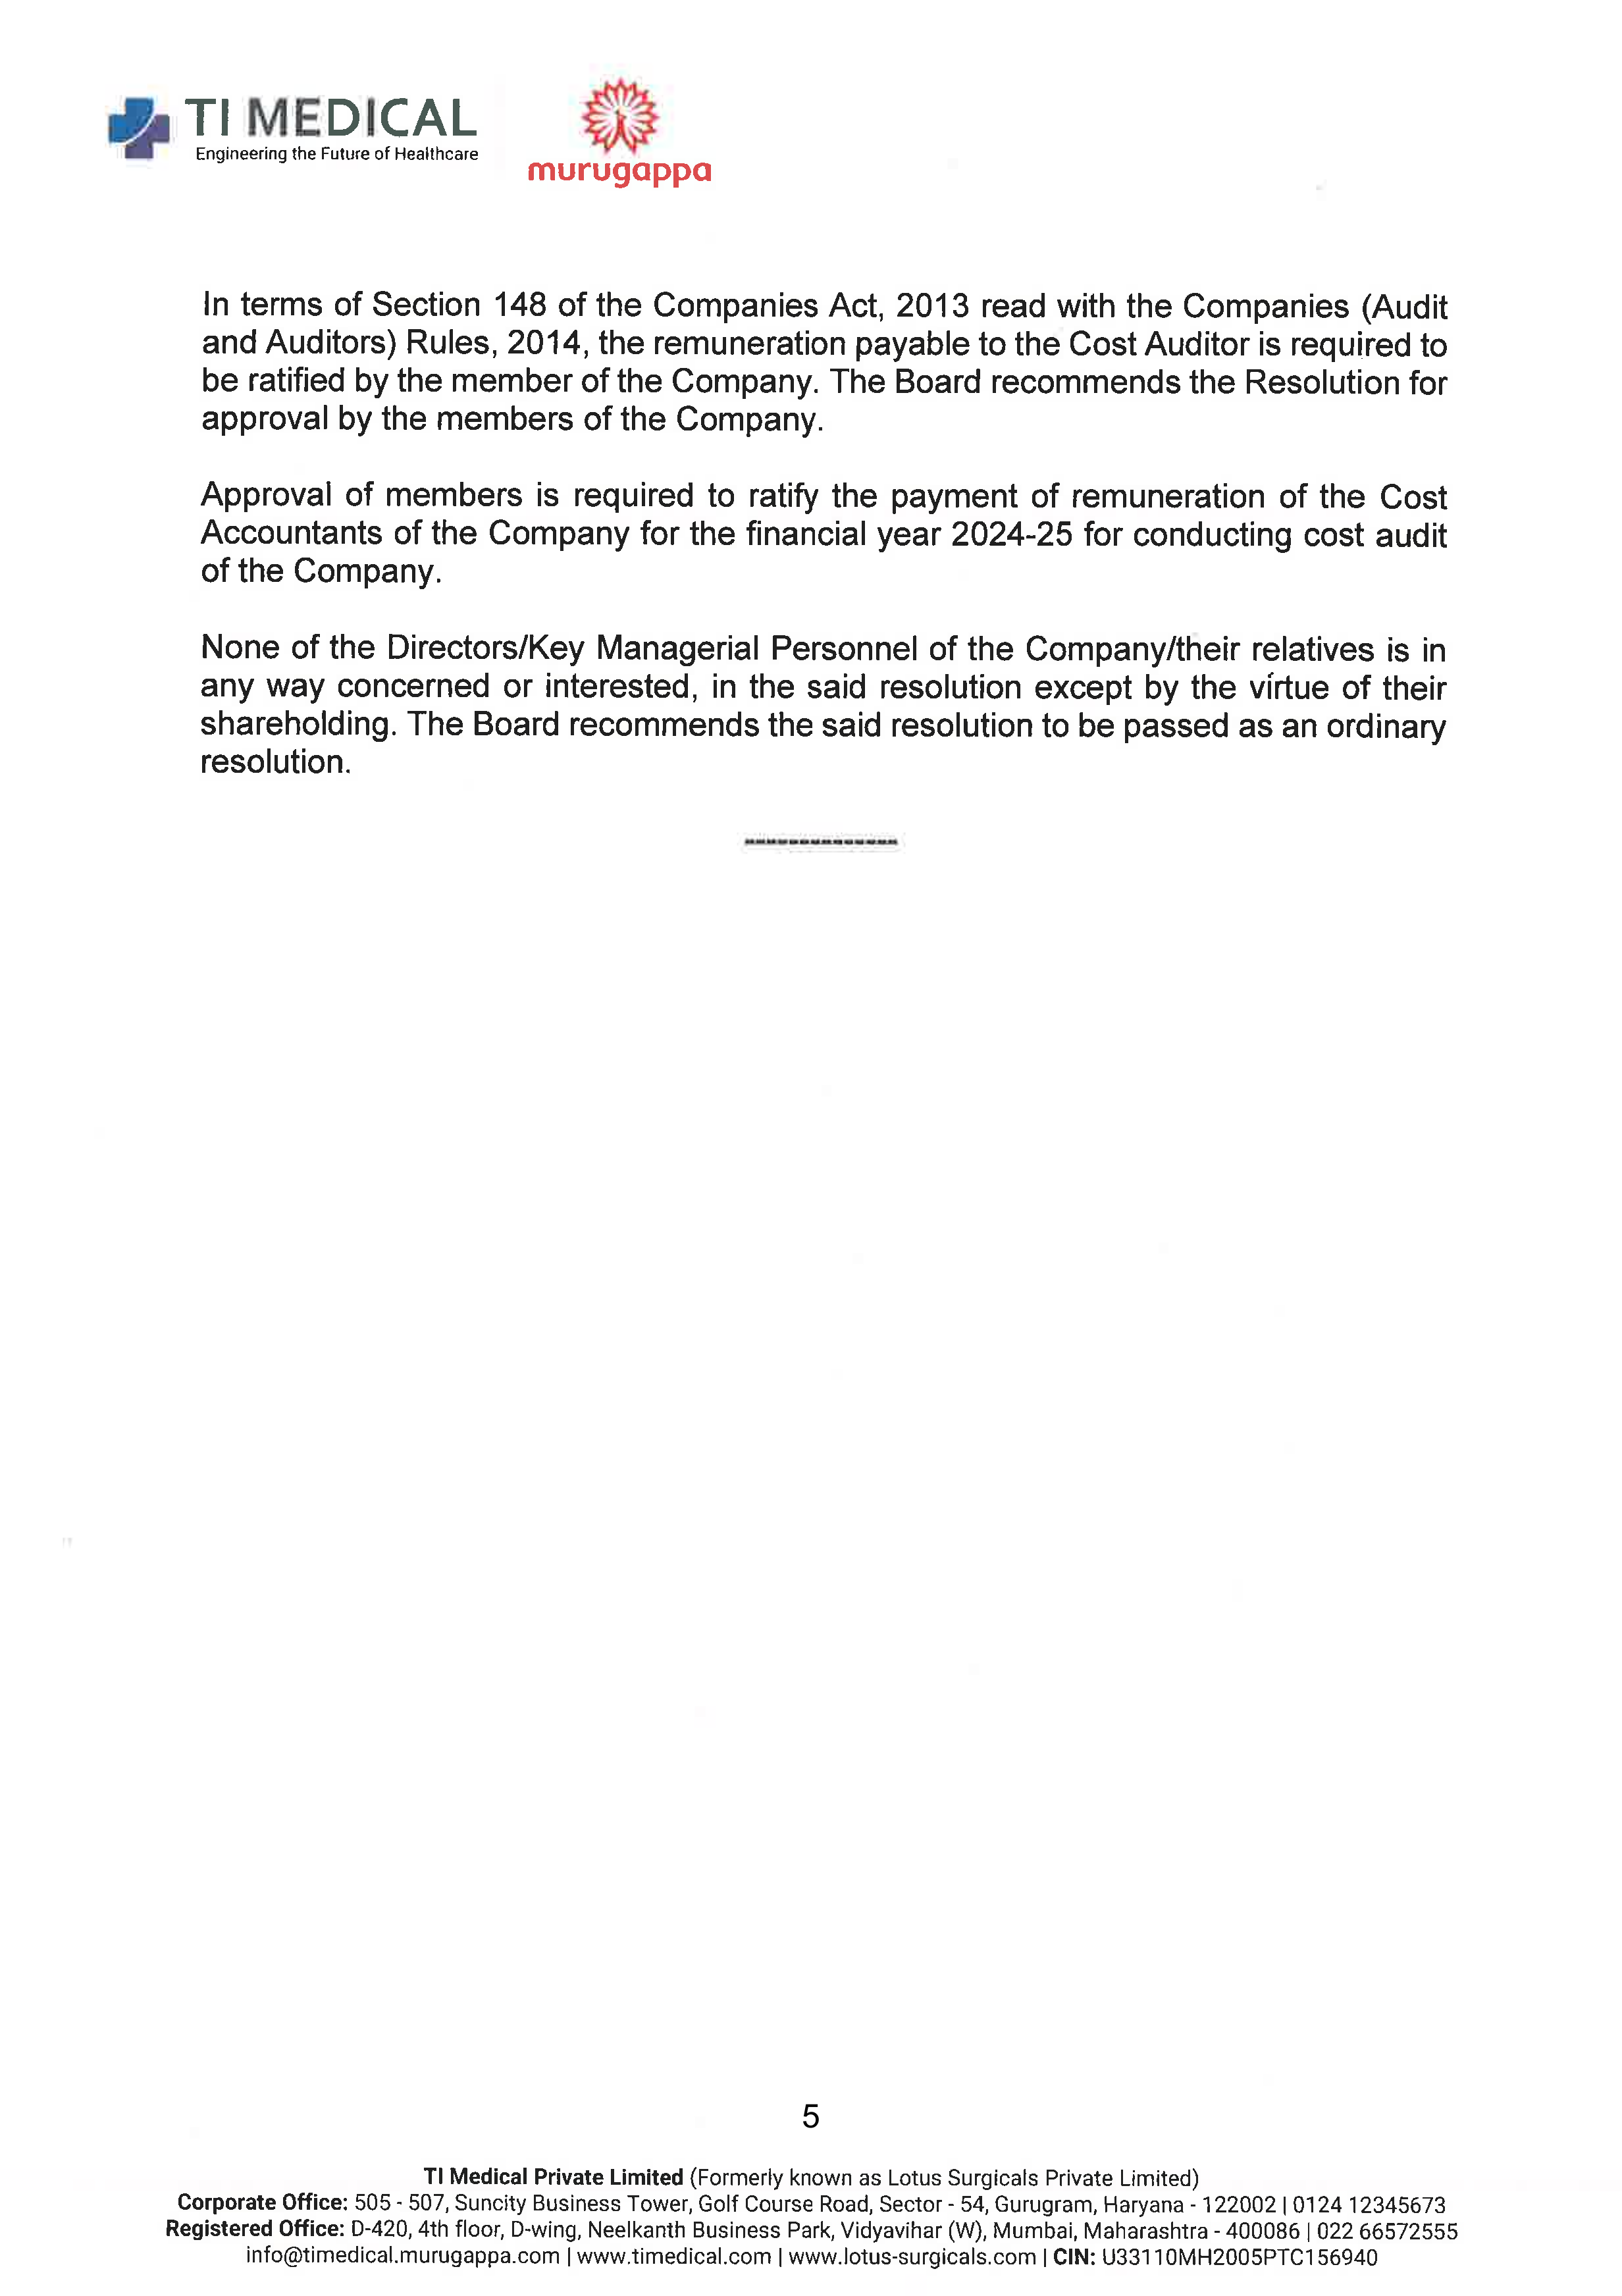 TI MEDICAL
Engineering the Future of Healthcare
murugappa
In terms of Section 148 of the Companies Act, 2013 read with the Companies (Audit
and Auditors) Rules, 2014, the remuneration payable to the Cost Auditor is required to
be ratified by the member of the Company. The Board recommends the Resolution for
approval by the members of the Company.
Approval of members is required to ratify the payment of remuneration of the Cost
Accountants of the Company for the financial year 2024-25 for conducting cost audit
of the Company.
None of the Directors/Key Managerial Personnel of the Company/their relatives is in
any way concerned or interested, in the said resolution except by the virtue of their
shareholding. The Board recommends the said resolution to be passed as an ordinary
resolution.
--------------
5
TI Medical Private Limited (Formerly known as Lotus Surgicals Private Limited)
Corporate Office: 505 - 507, Suncity Business Tower, Golf Course Road, Sector - 54, Gurugram, Haryana - 122002 | 0124 12345673
Registered Office: D-420, 4th floor, D-wing, Neelkanth Business Park, Vidyavihar (W), Mumbai, Maharashtra - 400086 | 022 66572555
info@timedical.murugappa.com | www.timedical.com | www.lotus-surgicals.com | CIN: U33110MH2005PTC156940